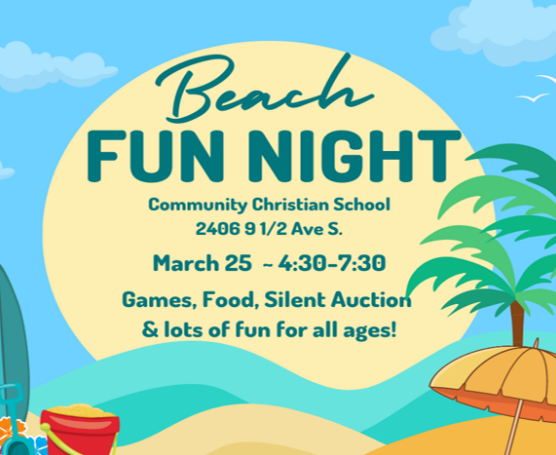 Beach
FUN NIGHT
Community Christian School
2406 9 1/2 Ave S.
March 25 ~ 4:30-7:30
Games, Food, Silent Auction
& lots of fun for all ages!